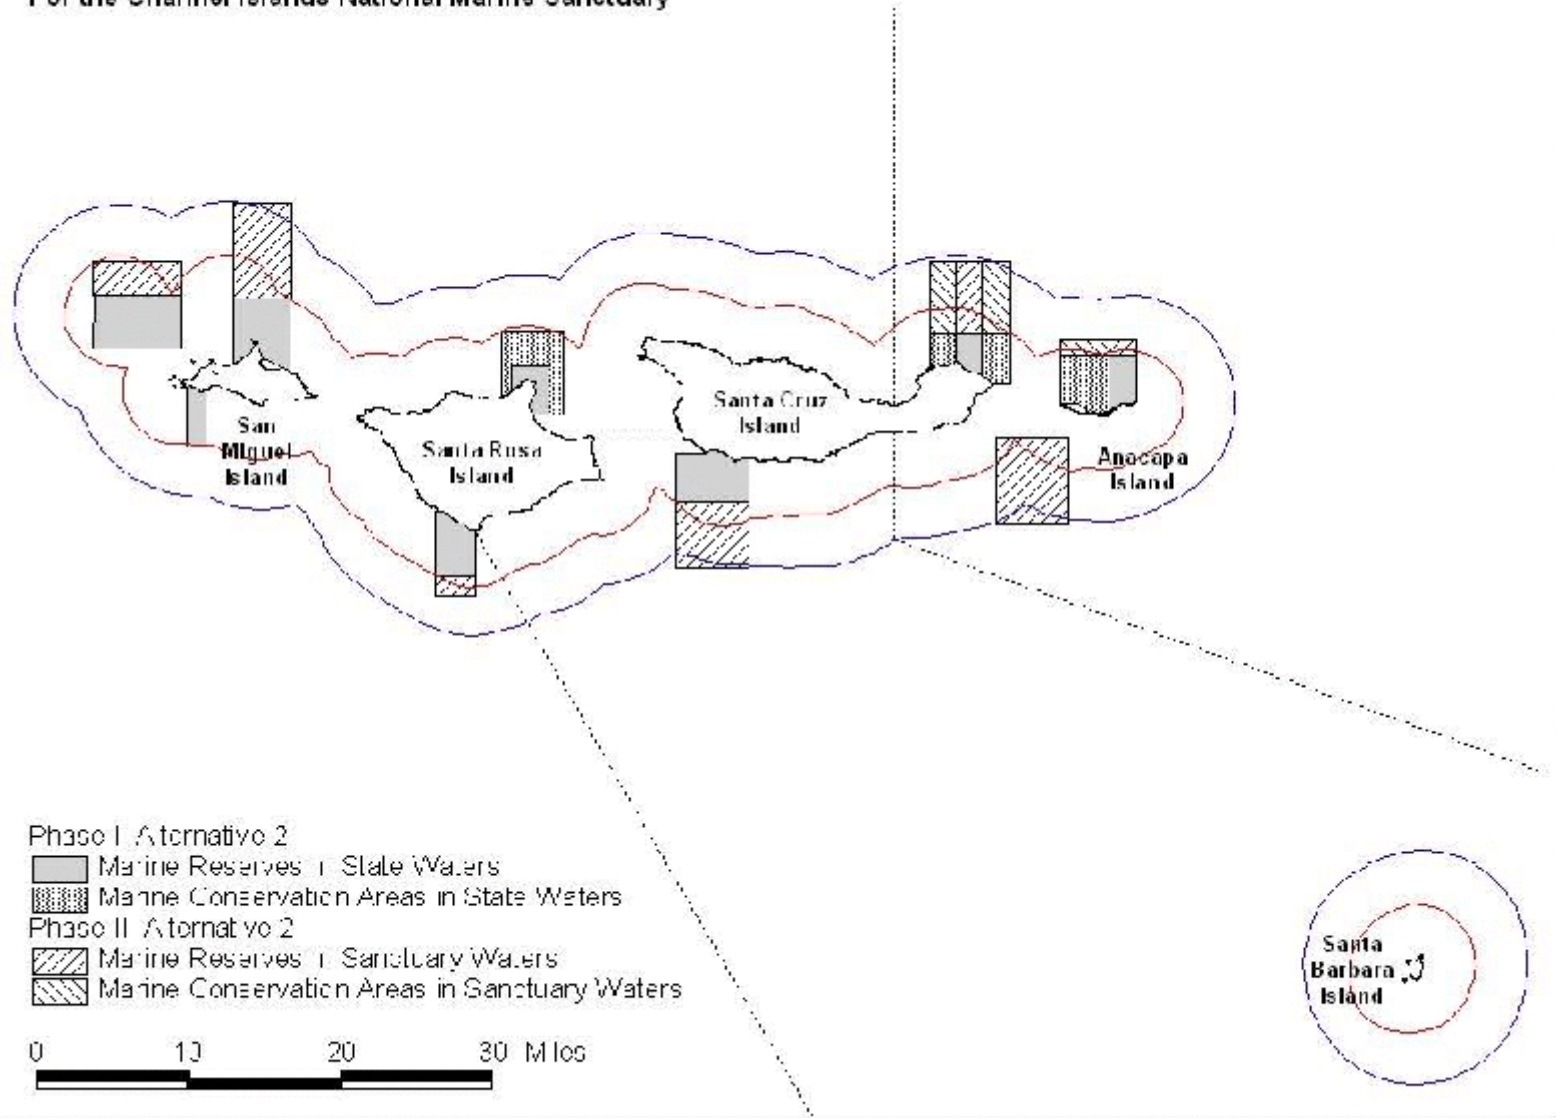 For the Channel Islands National Marine Sanctuary
San
Miguel
Island
Santa Rosa
Island
Santa Cruz
Island
Anacapa
Island
Santa
Barbara
Island
Phase I Alternative 2
Marine Reserves in State Waters
Marine Conservation Areas in State Waters
Phase II Alternative 2
Marine Reserves in Sanctuary Waters
Marine Conservation Areas in Sanctuary Waters
0 10 20 30 Miles